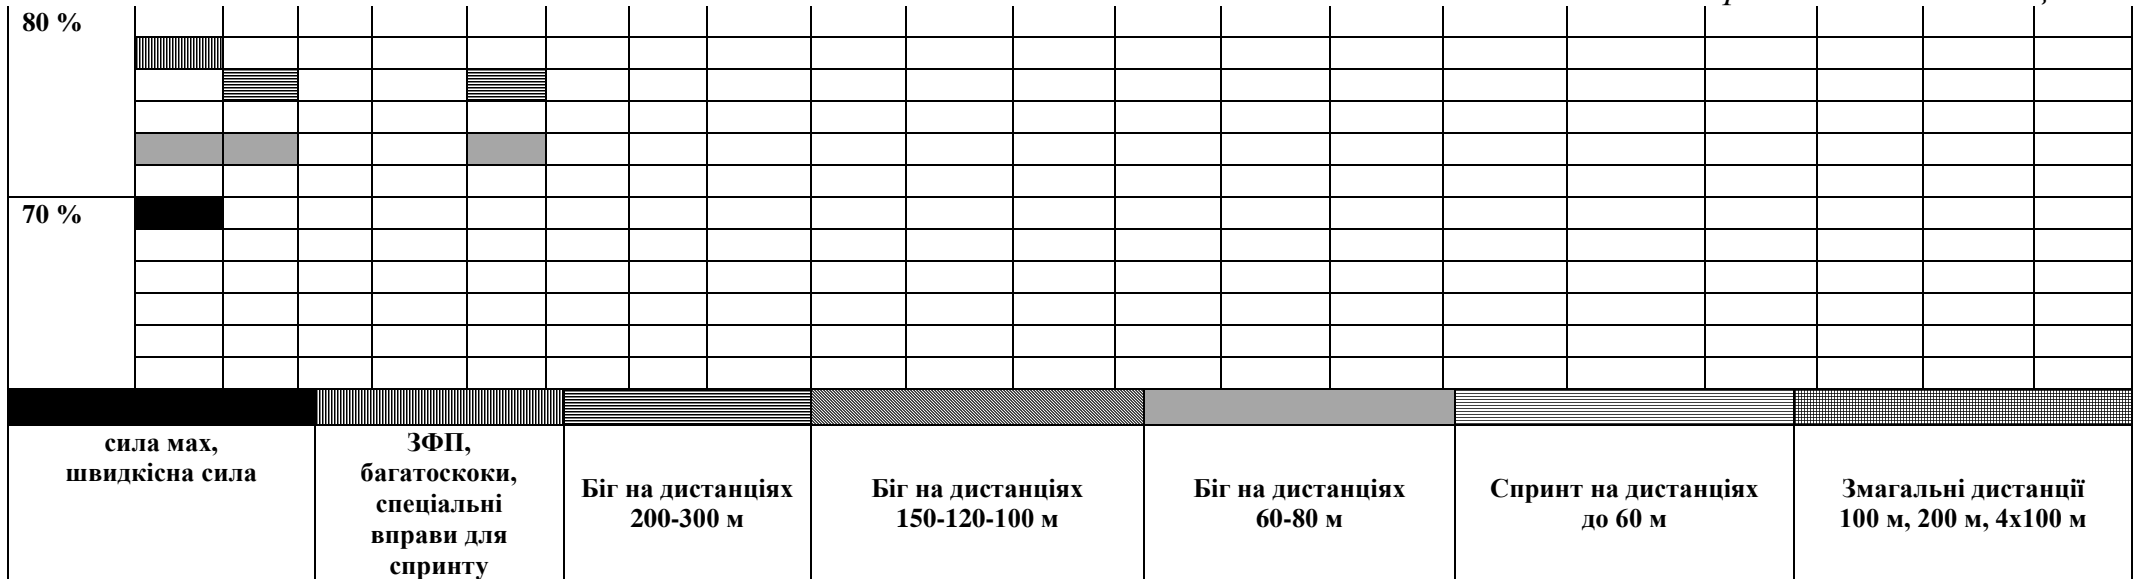 80 %
70 %
сила мах,
швидкісна сила
ЗФП,
багатоскоки,
спеціальні
вправи для
спринту
Біг на дистанціях
200-300 м
Біг на дистанціях
150-120-100 м
Біг на дистанціях
60-80 м
Спринт на дистанціях
до 60 м
Змагальні дистанції
100 м, 200 м, 4х100 м